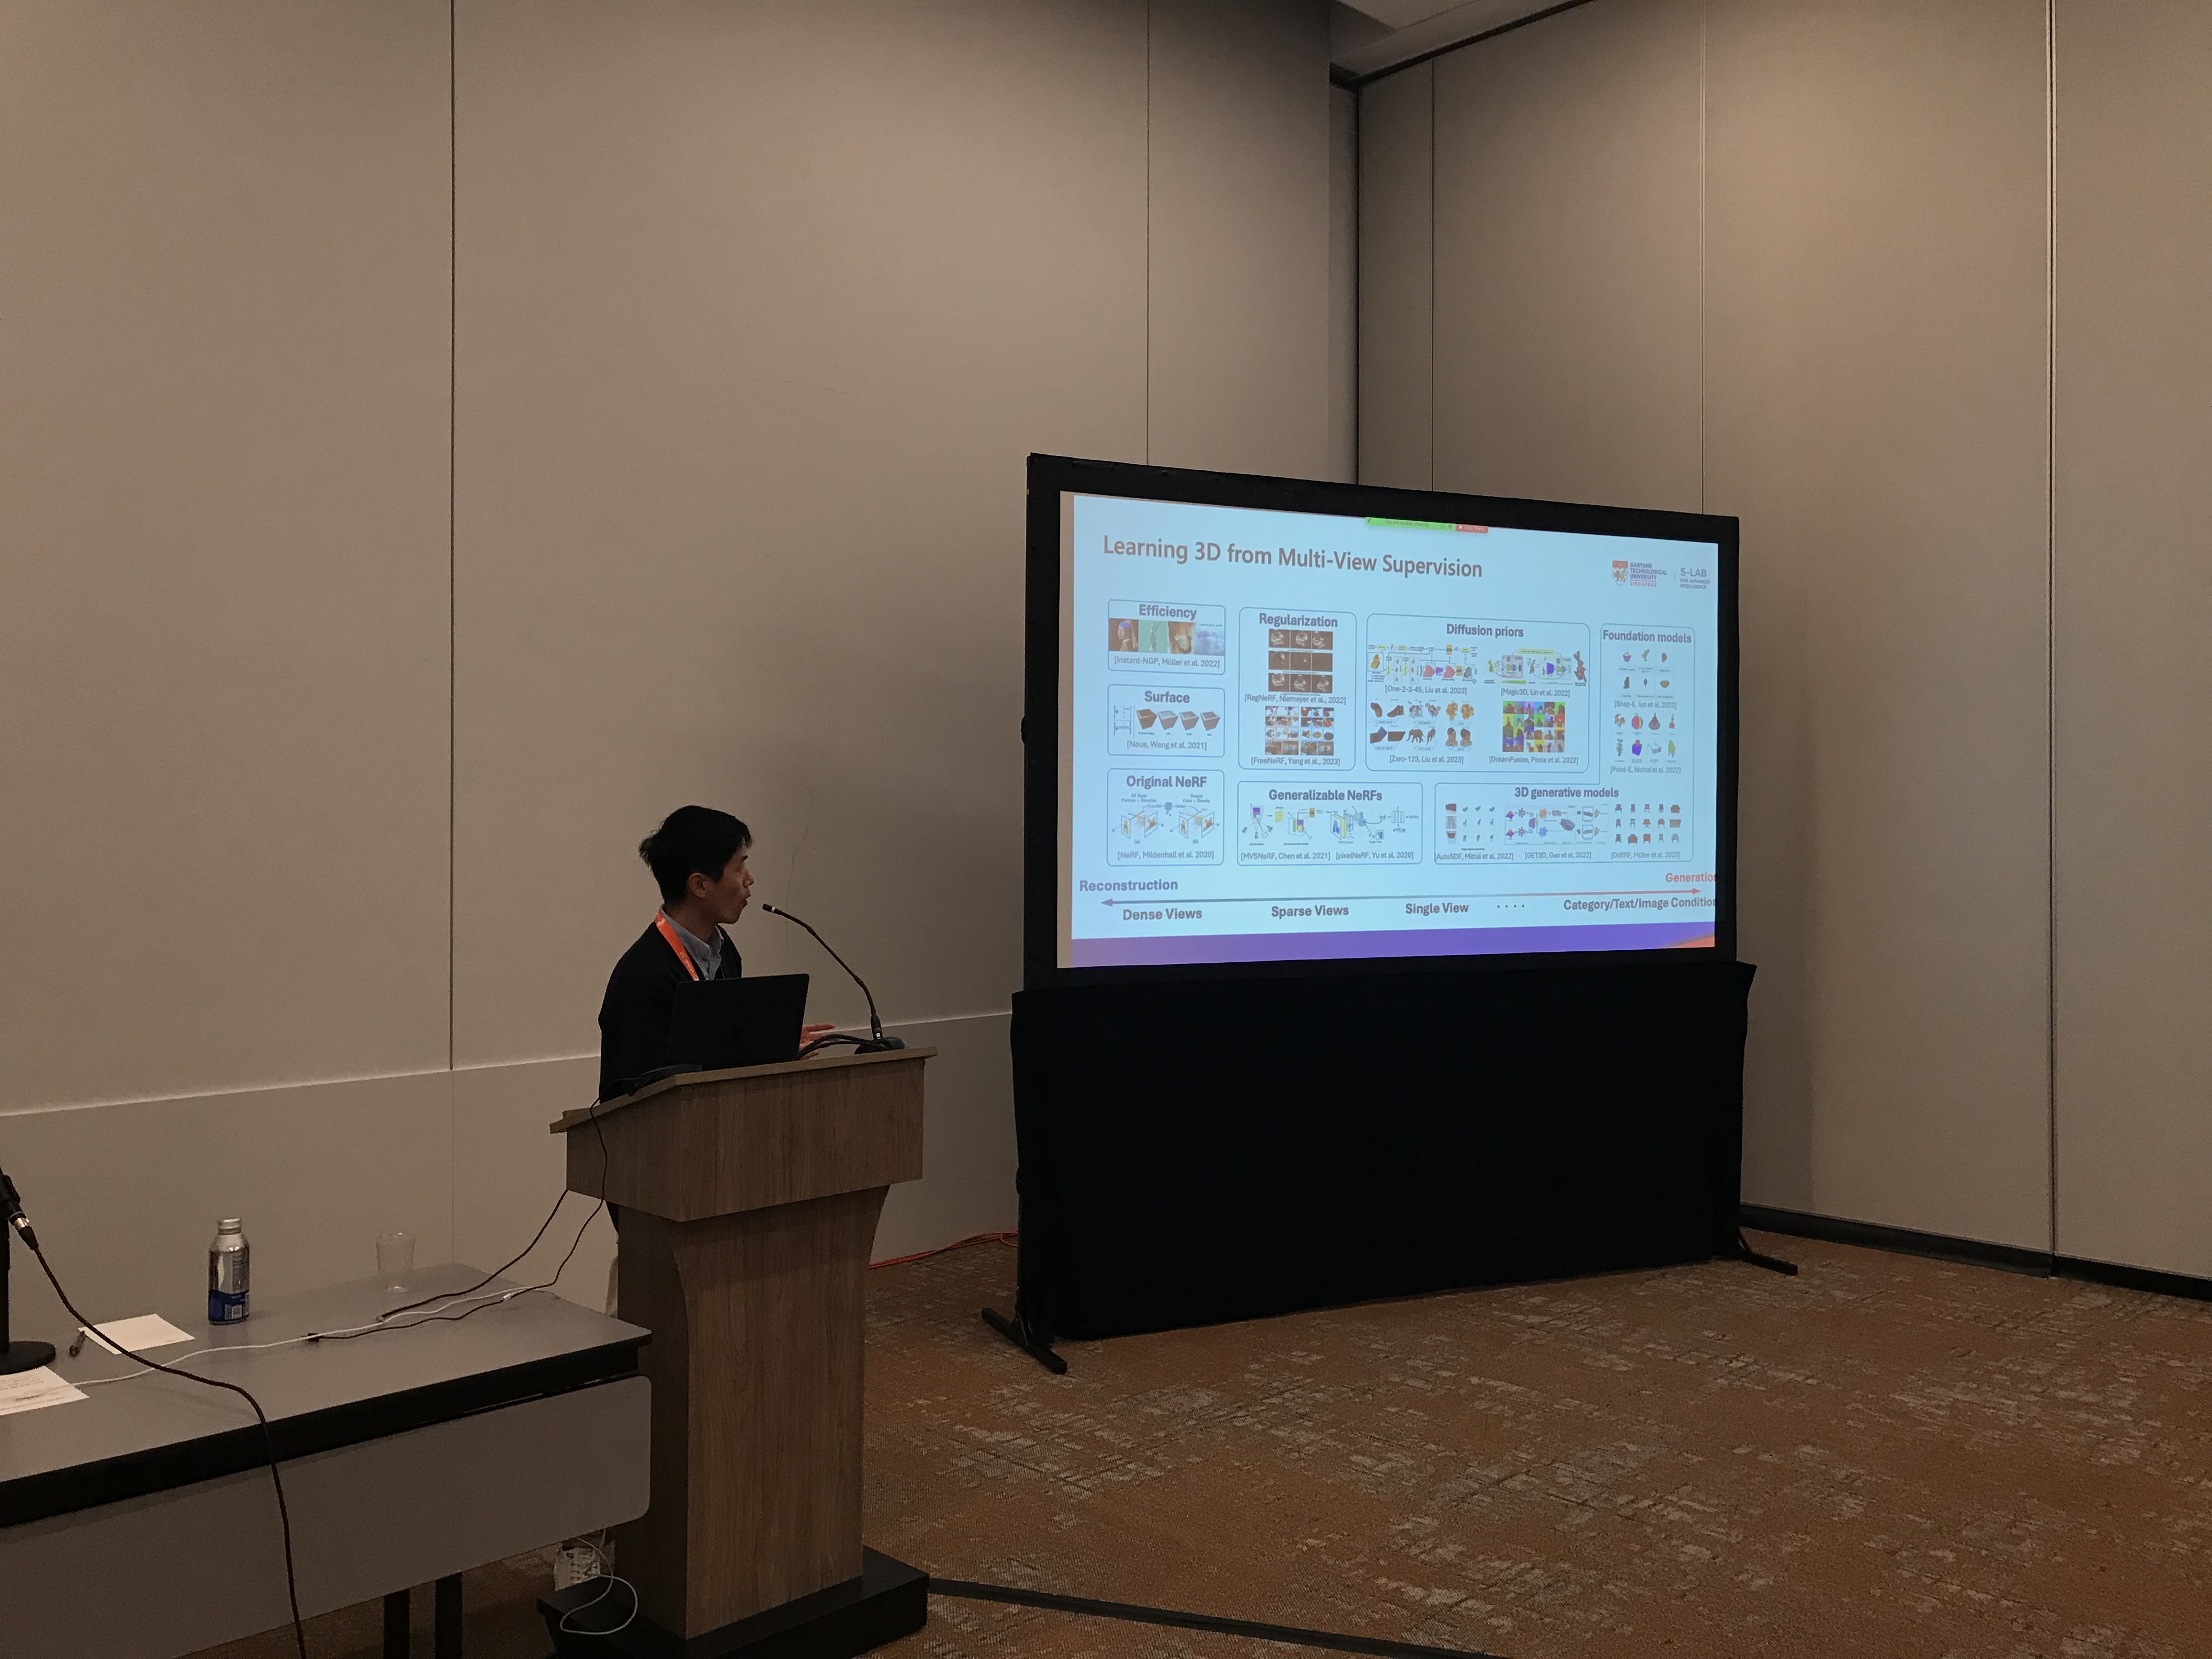 Learning 3D from Multi-View Supervision
NANYANG
TECHNOLOGICAL
UNIVERSITY
SINGAPORE
S-LAB
FOR ADVANCED
INTELLIGENCE
Efficiency
[Instant-NGP, Müller et al. 2022]
Surface
[Neus, Wang et al. 2021]
Original NeRF
[NeRF, Mildenhall et al. 2020]
Regularization
[RegNeRF, Niemeyer et al., 2022]
[FreeNeRF, Yang et al., 2023]
Generalizable NeRFs
[MVSNeRF, Chen et al. 2021] [pixelNeRF, Yu et al. 2020]
Diffusion priors
[One-2-3-45, Liu et al. 2023]
[Magic3D, Lin et al. 2022]
[Zero-123, Liu et al. 2023]
[DreamFusion, Poole et al. 2022]
Foundation models
[Shap-E, Jun et al. 2023]
[Point-E, Nichol et al. 2022]
3D generative models
[AutoSDF, Mittal et al. 2022] [GET3D, Gao et al. 2022] [DiffRF, Müller et al. 2023]
Reconstruction
Generation
Dense Views
Sparse Views
Single View
. . . .
Category/Text/Image Condition